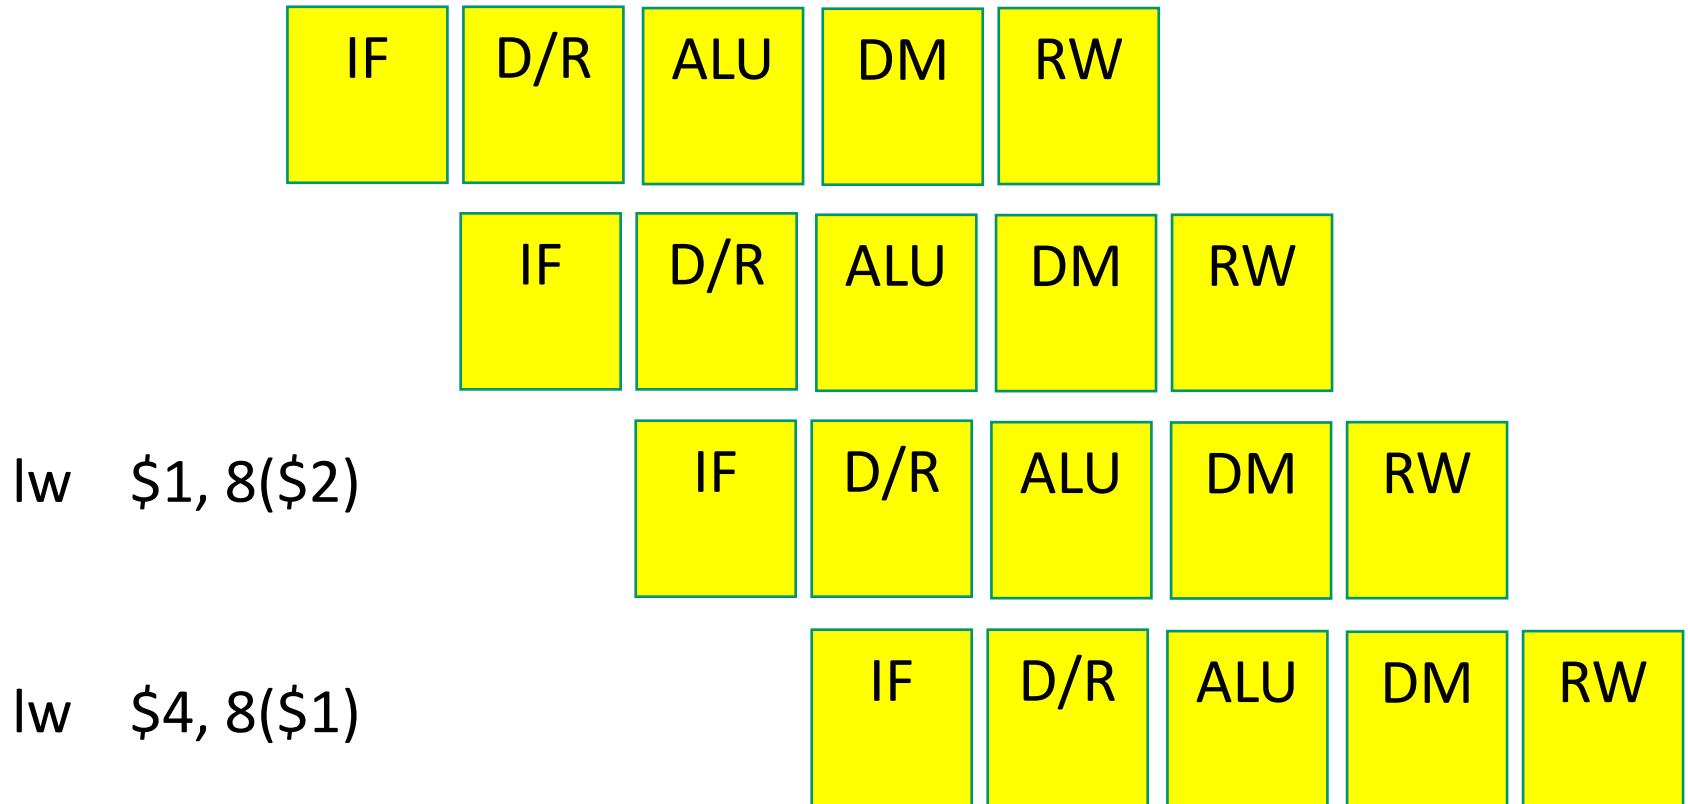 IF D/R ALU DM RW
IF D/R ALU DM RW
lw $1, 8($2) IF D/R ALU DM RW
lw $4, 8($1) IF D/R ALU DM RW